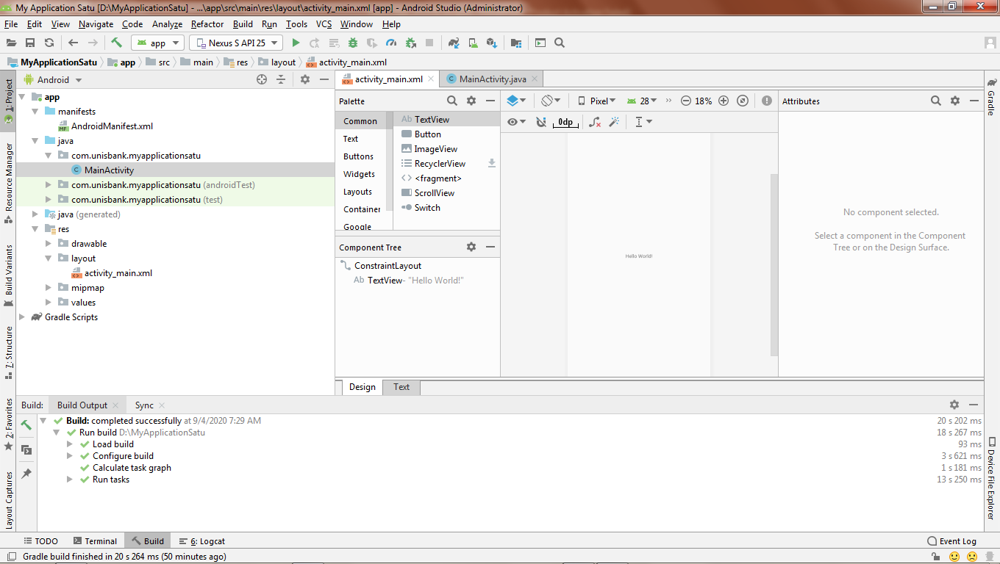 My Application Satu [D:\MyApplicationSatu] - ...\app\src\main\res\layout\activity_main.xml [app] - Android Studio (Administrator)
File Edit View Navigate Code Analyze Refactor Build Run Tools VCS Window Help
app Nexus S API 25
MyApplicationSatu app src main res layout activity_main.xml
1: Project
Resource Manager
Build Variants
7: Structure
2: Favorites
Layout Captures
Android
app
manifests
AndroidManifest.xml
java
com.unisbank.myapplicationsatu
MainActivity
com.unisbank.myapplicationsatu (androidTest)
com.unisbank.myapplicationsatu (test)
java (generated)
res
drawable
layout
activity_main.xml
mipmap
values
Gradle Scripts
activity_main.xml MainActivity.java
Palette
Common
Text
Buttons
Widgets
Layouts
Container
Google
Ab TextView
Button
ImageView
RecyclerView
<fragment>
ScrollView
Switch
Component Tree
ConstraintLayout
Ab TextView- "Hello World!"
Pixel 28 18%
0dp
Hello World!
Design Text
Attributes
No component selected.
Select a component in the Component
Tree or on the Design Surface.
Gradle
Device File Explorer
Build: Build Output Sync
Build: completed successfully at 9/4/2020 7:29 AM 20 s 202 ms
Run build D:\MyApplicationSatu 18 s 267 ms
Load build 93 ms
Configure build 3 s 621 ms
Calculate task graph 1 s 181 ms
Run tasks 13 s 250 ms
TODO Terminal Build 6: Logcat Event Log
Gradle build finished in 20 s 264 ms (50 minutes ago)